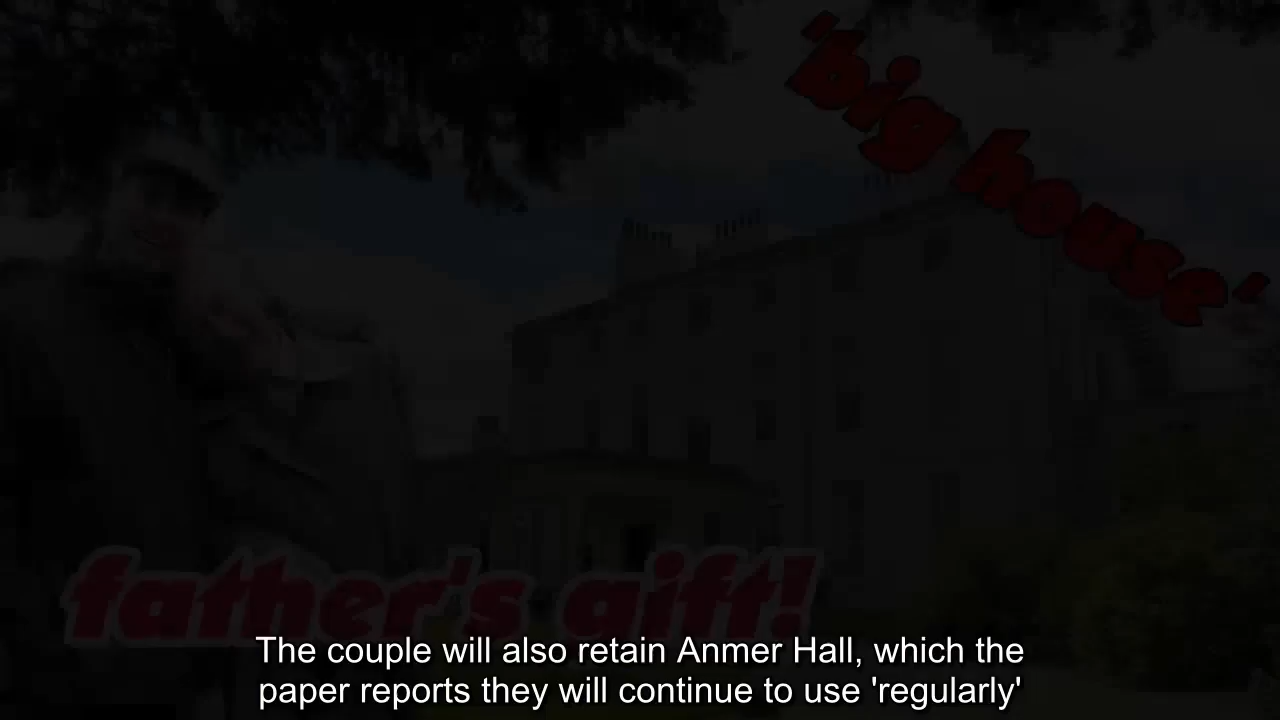 'big house'
father's gift!
The couple will also retain Anmer Hall, which the
paper reports they will continue to use 'regularly'